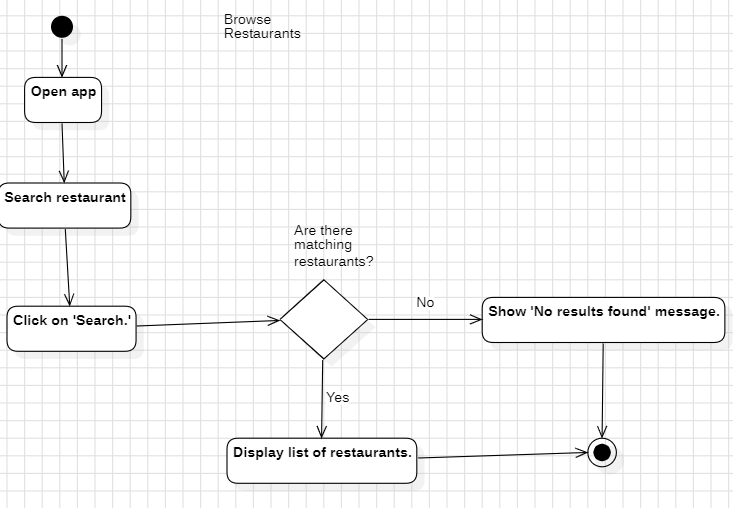 Browse
Restaurants
Open app
Search restaurant
Click on 'Search.'
Are there
matching
restaurants?
No
Show 'No results found' message.
Yes
Display list of restaurants.